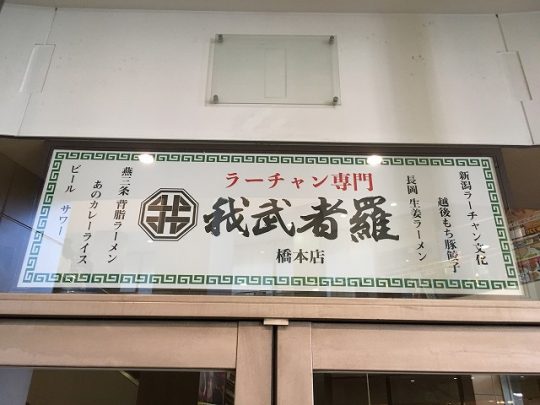 ラーチャン専門
我武者羅
橋本店
新潟ラーチャン文化
越後もち豚餃子
長岡 生姜ラーメン
燕三条 背脂ラーメン
あのカレーライス
ビール サワー